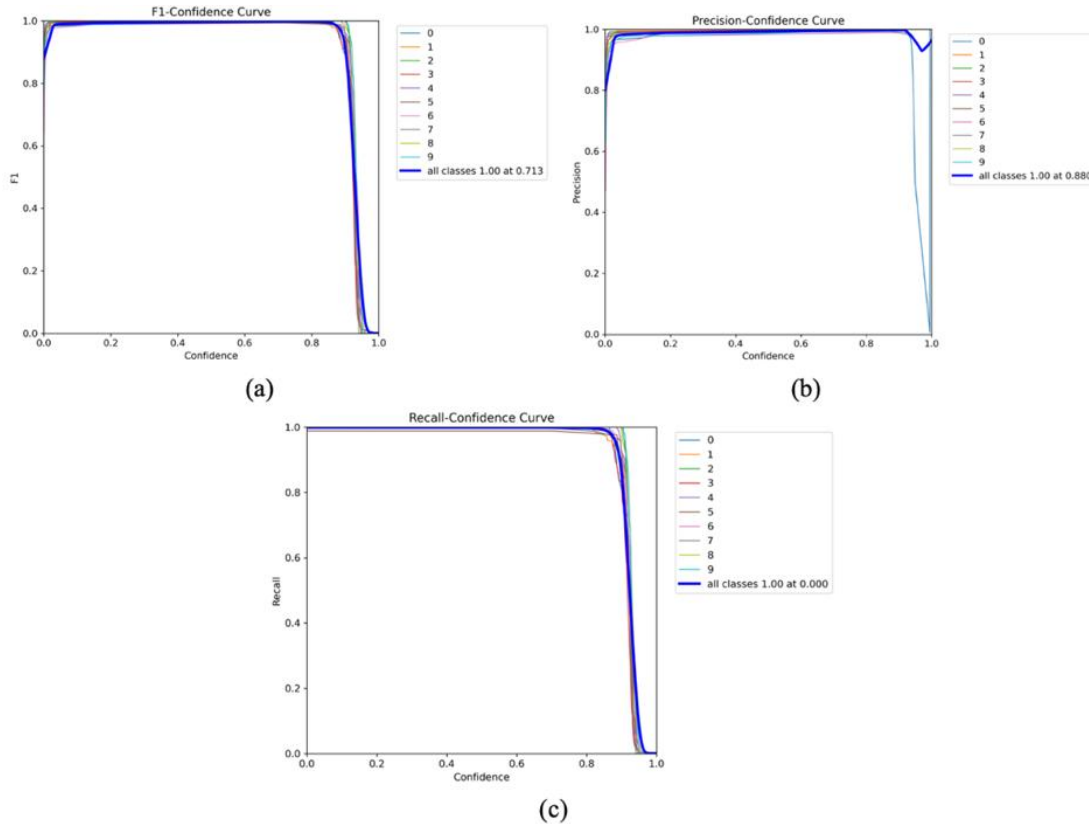 F1-Confidence Curve
1.0
0.8
0.6
0.4
0.2
0.0
F1
0.0 0.2 0.4 0.6 0.8 1.0
Confidence
0
1
2
3
4
5
6
7
8
9
all classes 1.00 at 0.713
(a)
Precision-Confidence Curve
1.0
0.8
0.6
0.4
0.2
0.0
Precision
0.0 0.2 0.4 0.6 0.8 1.0
Confidence
0
1
2
3
4
5
6
7
8
9
all classes 1.00 at 0.880
(b)
Recall-Confidence Curve
1.0
0.8
0.6
0.4
0.2
0.0
Recall
0.0 0.2 0.4 0.6 0.8 1.0
Confidence
0
1
2
3
4
5
6
7
8
9
all classes 1.00 at 0.000
(c)